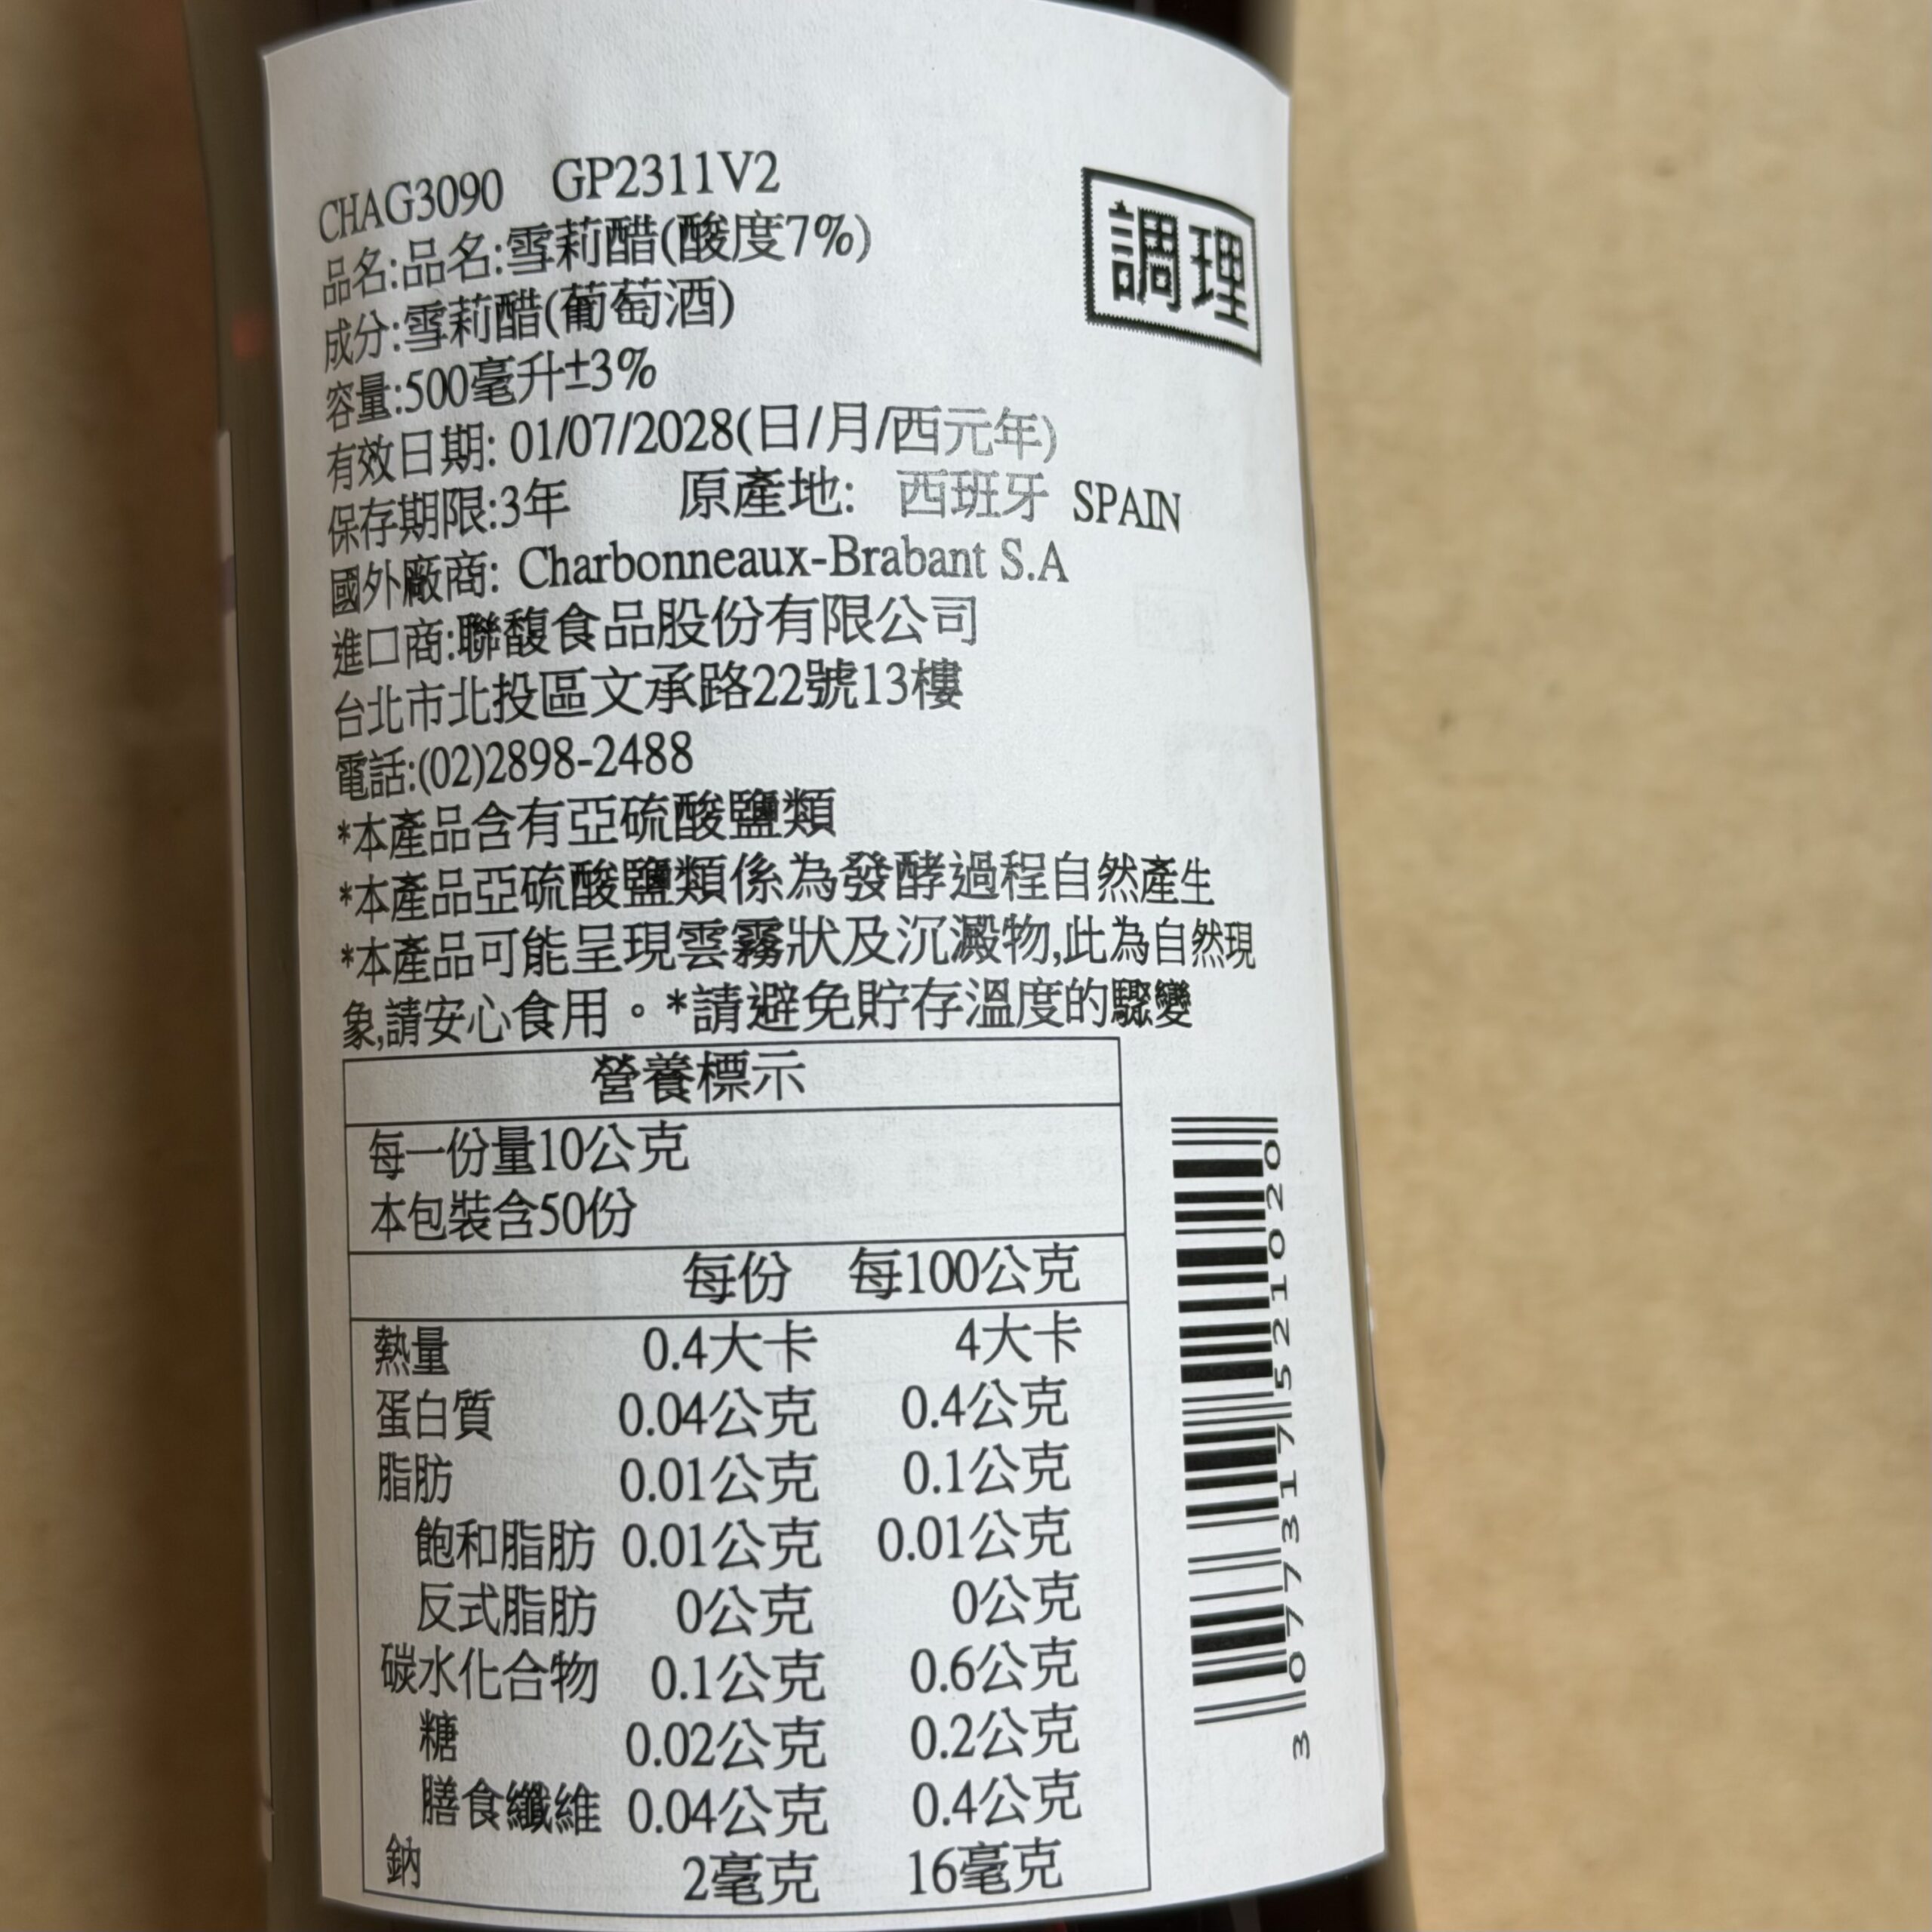 CHAG3090 GP2311V2
調理
品名:品名:雪莉醋(酸度7%)
成分:雪莉醋(葡萄酒)
容量:500毫升±3%
有效日期: 01/07/2028(日/月/西元年)
保存期限:3年 原產地: 西班牙 SPAIN
國外廠商: Charbonneaux-Brabant S.A
進口商:聯馥食品股份有限公司
台北市北投區文承路22號13樓
電話:(02)2898-2488
*本產品含有亞硫酸鹽類
*本產品亞硫酸鹽類係為發酵過程自然產生
*本產品可能呈現雲霧狀及沉澱物,此為自然現
象,請安心食用。*請避免貯存溫度的驟變
營養標示
每一份量10公克
本包裝含50份
每份 每100公克
熱量 0.4大卡 4大卡
蛋白質 0.04公克 0.4公克
脂肪 0.01公克 0.1公克
飽和脂肪 0.01公克 0.01公克
反式脂肪 0公克 0公克
碳水化合物 0.1公克 0.6公克
糖 0.02公克 0.2公克
膳食纖維 0.04公克 0.4公克
鈉 2毫克 16毫克
3 077317 521020